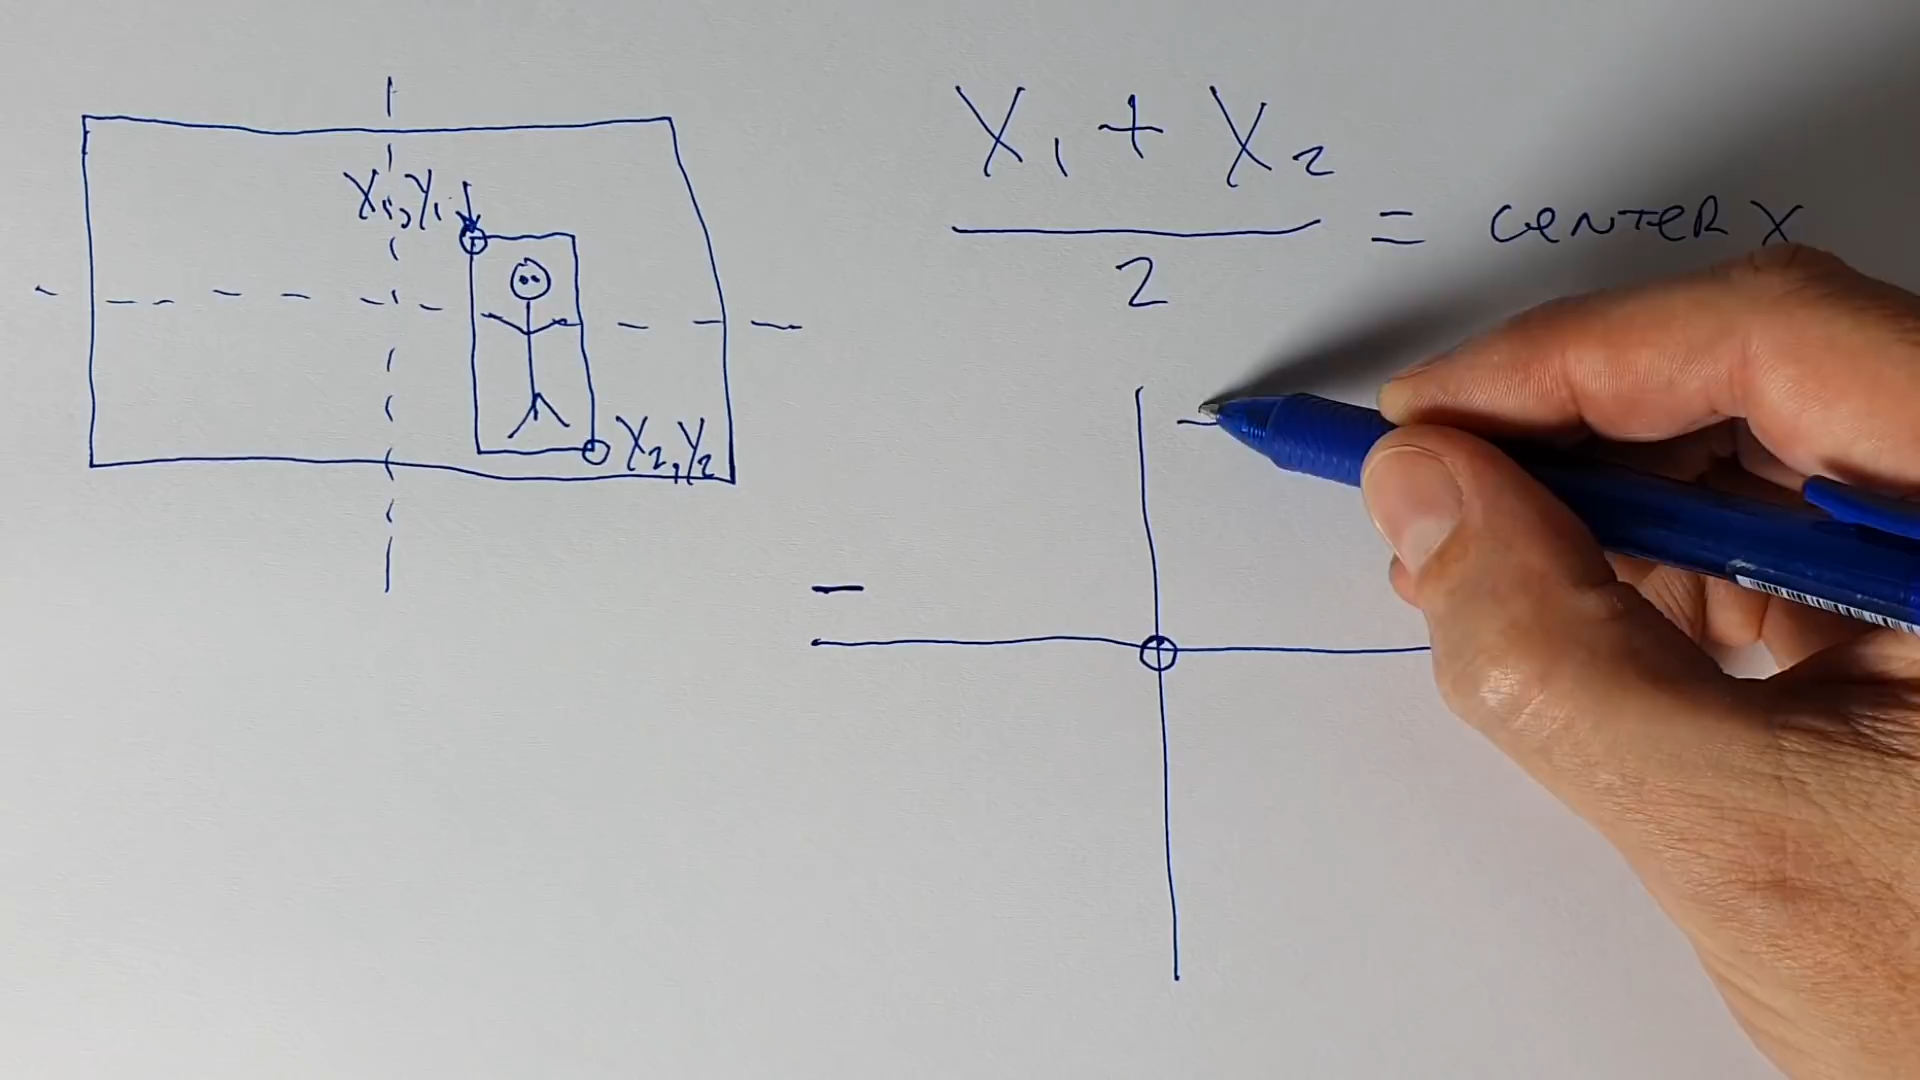 X₁ + X₂
2
= CENTER X
X₁, Y₁
X₂, Y₂
−
−